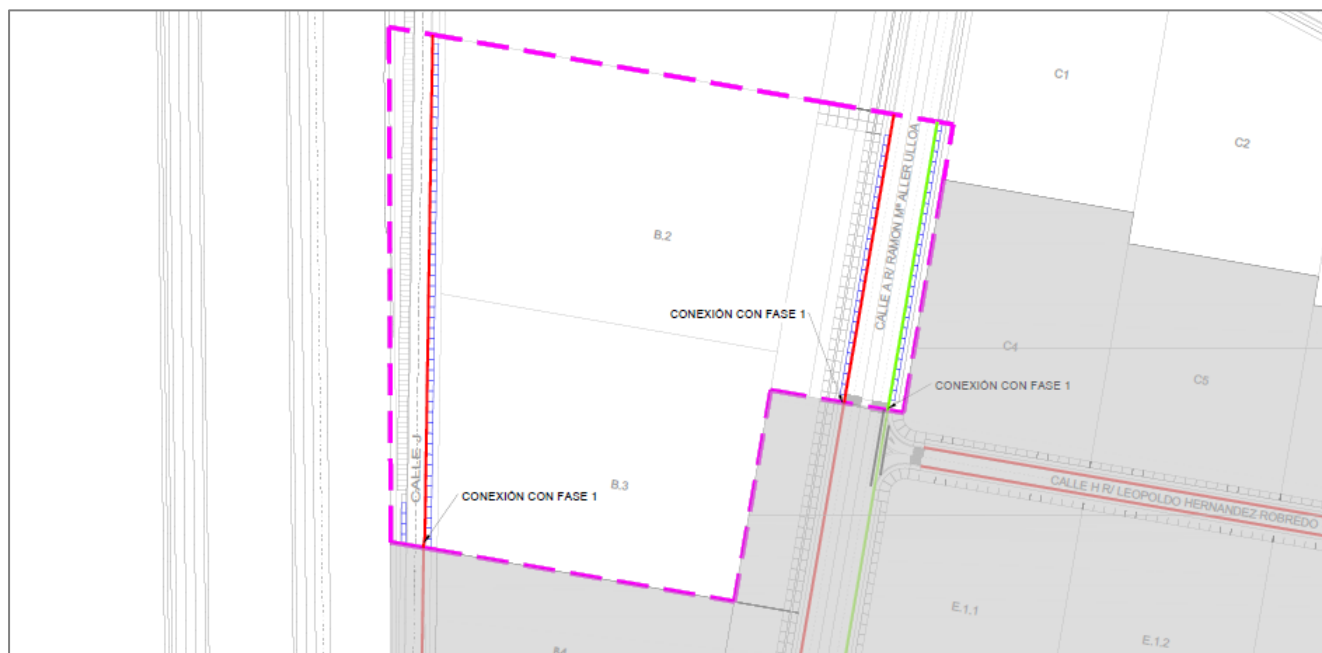 C1
C2
CALLE A R/ RAMON Mª ALLER ULLOA
B.2
CONEXIÓN CON FASE 1
C4
C5
CONEXIÓN CON FASE 1
CALLE J
B.3
CONEXIÓN CON FASE 1
CALLE H R/ LEOPOLDO HERNANDEZ ROBREDO
E.1.1
E.1.2